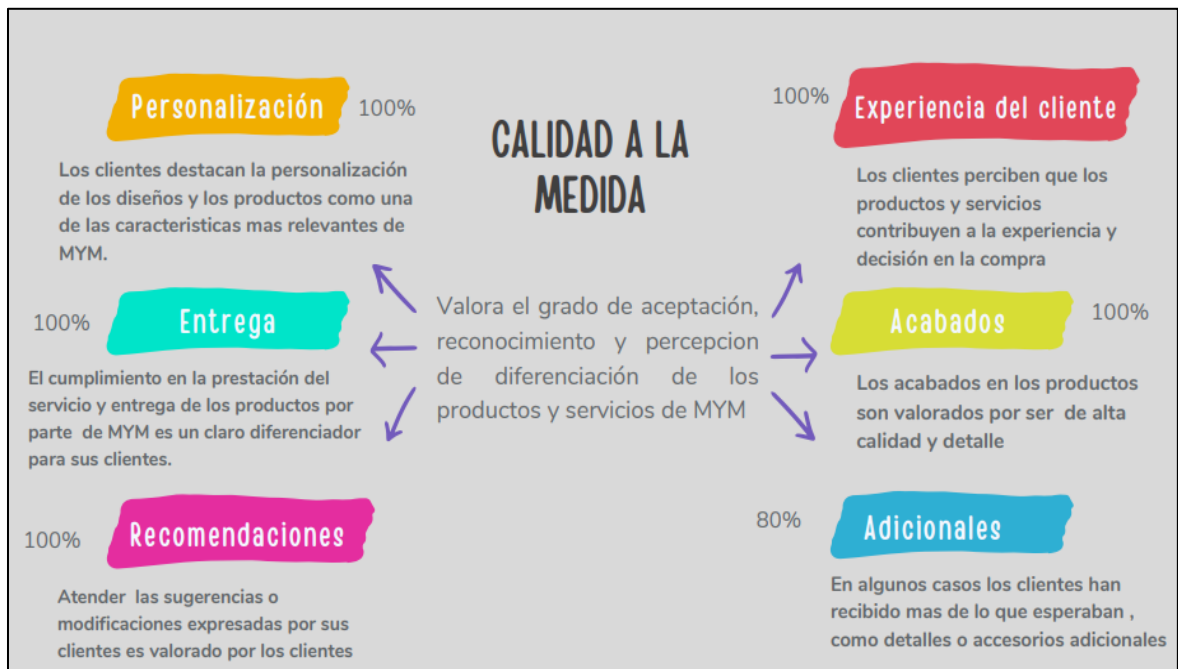 CALIDAD A LA
MEDIDA
Valora el grado de aceptación,
reconocimiento y percepcion
de diferenciación de los
productos y servicios de MYM
Personalización
100%
Los clientes destacan la personalización
de los diseños y los productos como una
de las caracteristicas mas relevantes de
MYM.
100%
Entrega
El cumplimiento en la prestación del
servicio y entrega de los productos por
parte de MYM es un claro diferenciador
para sus clientes.
100%
Recomendaciones
Atender las sugerencias o
modificaciones expresadas por sus
clientes es valorado por los clientes
100%
Experiencia del cliente
Los clientes perciben que los
productos y servicios
contribuyen a la experiencia y
decisión en la compra
Acabados
100%
Los acabados en los productos
son valorados por ser de alta
calidad y detalle
80%
Adicionales
En algunos casos los clientes han
recibido mas de lo que esperaban ,
como detalles o accesorios adicionales